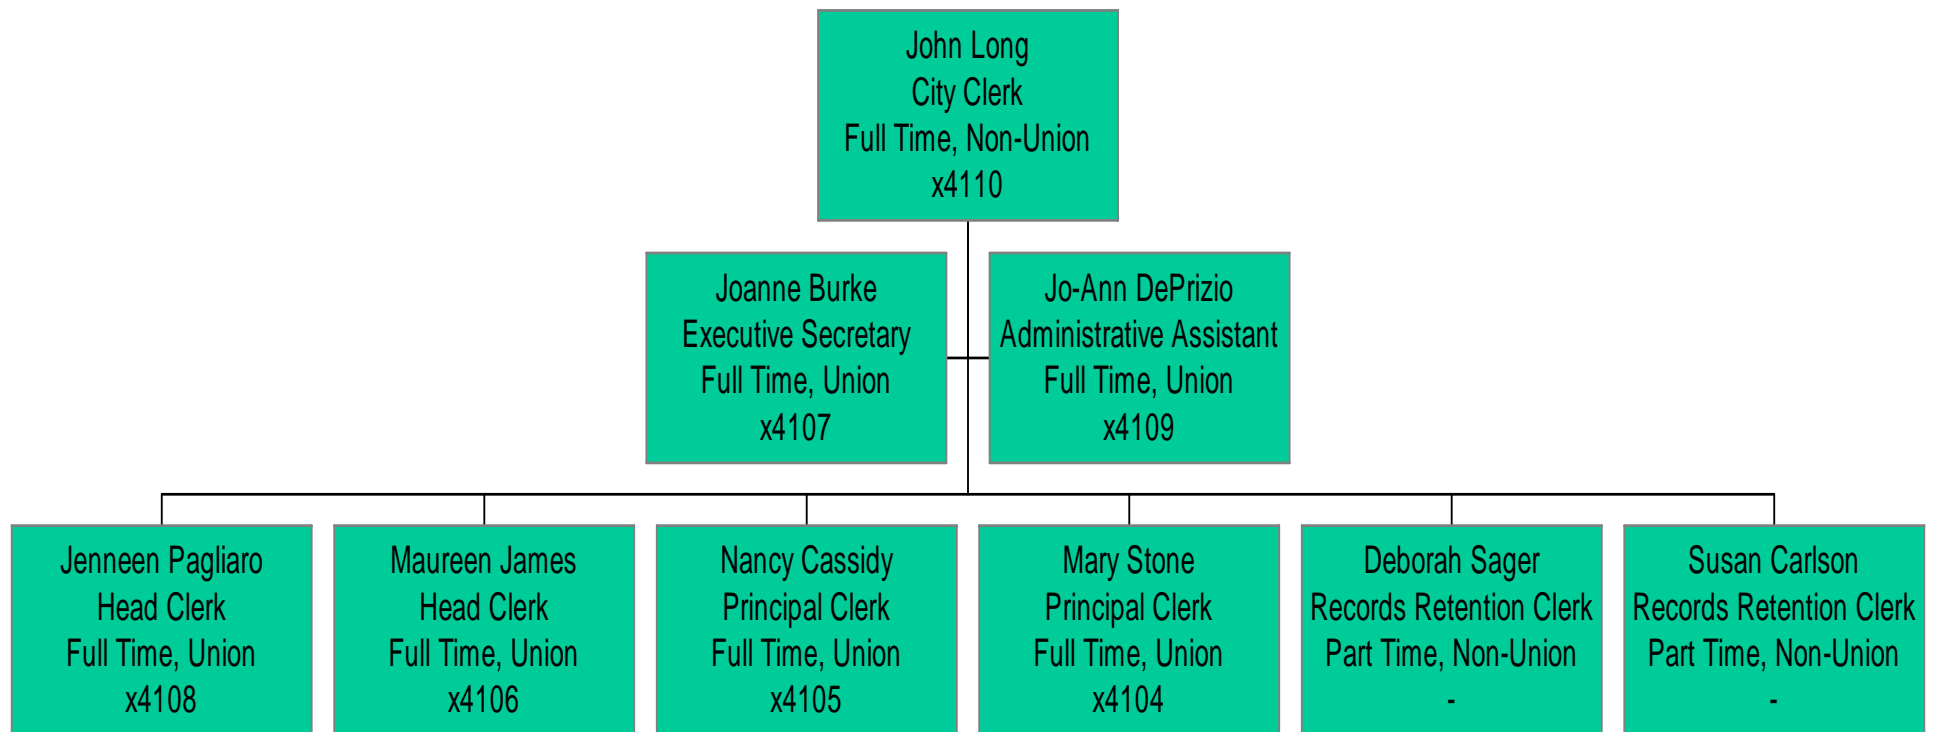 John Long
City Clerk
Full Time, Non-Union
x4110
Joanne Burke
Executive Secretary
Full Time, Union
x4107
Jo-Ann DePrizio
Administrative Assistant
Full Time, Union
x4109
Jenneen Pagliaro
Head Clerk
Full Time, Union
x4108
Maureen James
Head Clerk
Full Time, Union
x4106
Nancy Cassidy
Principal Clerk
Full Time, Union
x4105
Mary Stone
Principal Clerk
Full Time, Union
x4104
Deborah Sager
Records Retention Clerk
Part Time, Non-Union
-
Susan Carlson
Records Retention Clerk
Part Time, Non-Union
-